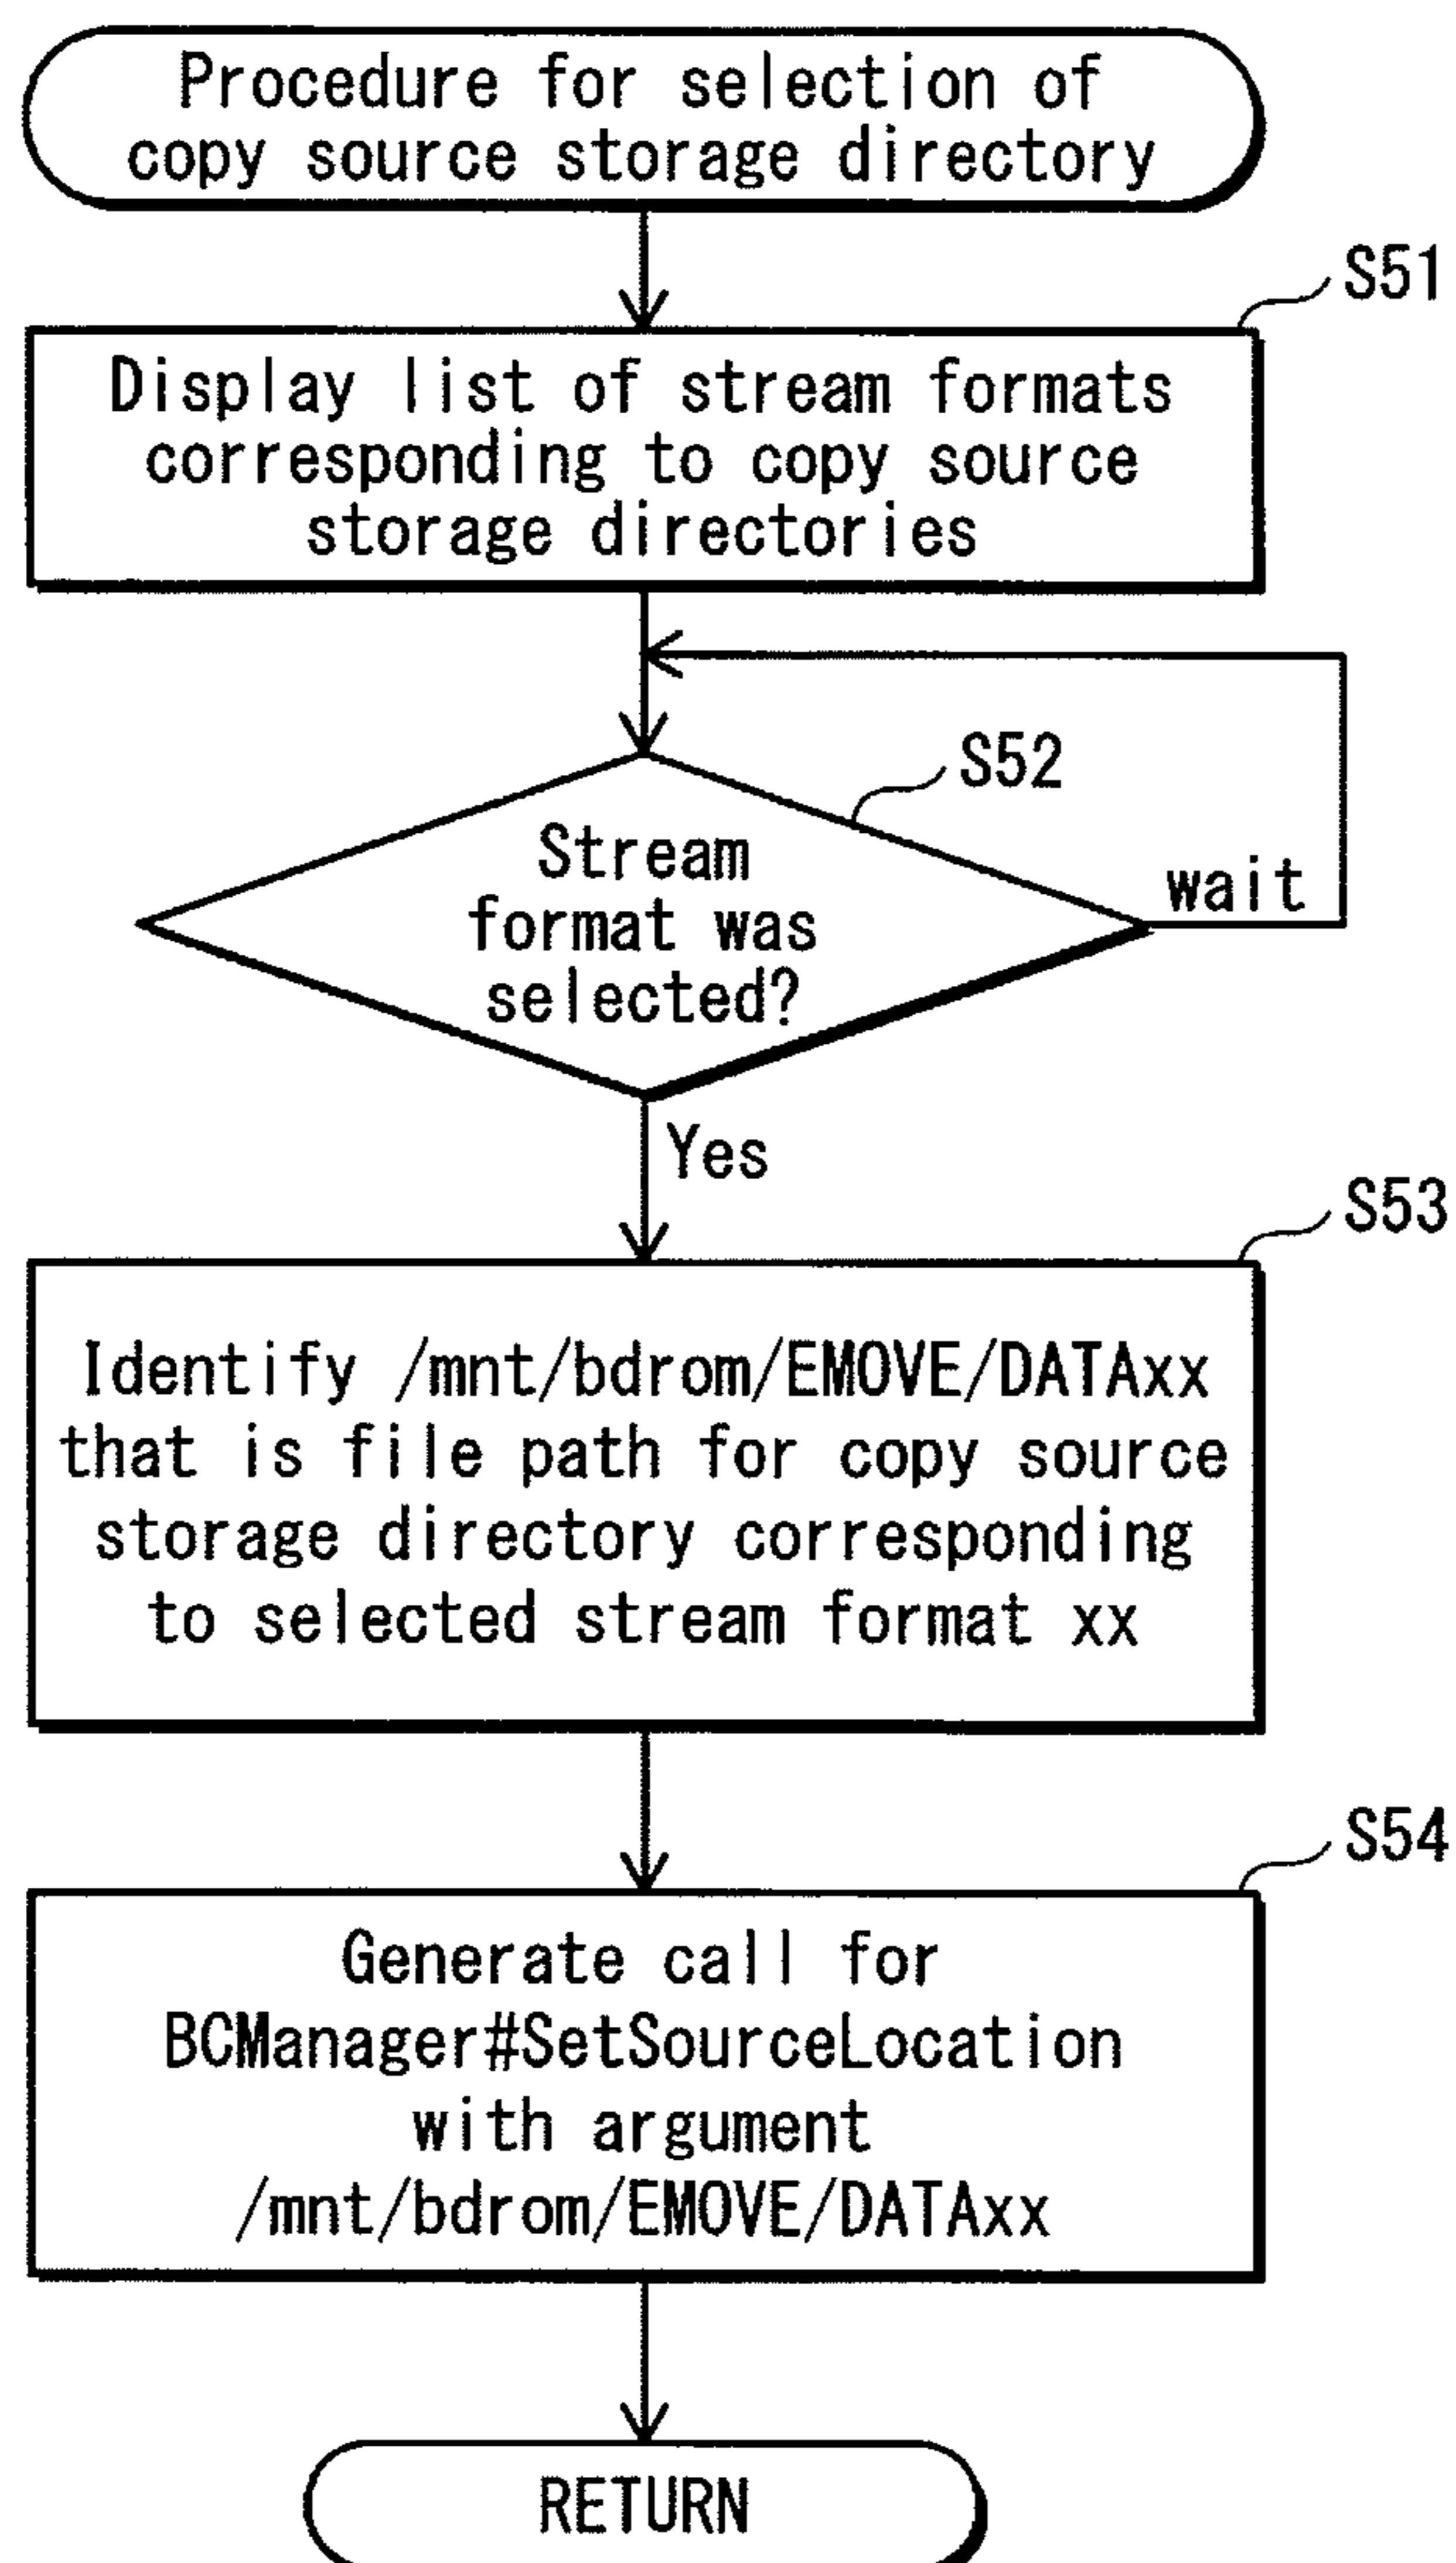 Procedure for selection of
copy source storage directory
S51
Display list of stream formats
corresponding to copy source
storage directories
S52
Stream
format was
selected?
wait
Yes
S53
Identify /mnt/bdrom/EMOVE/DATAxx
that is file path for copy source
storage directory corresponding
to selected stream format xx
S54
Generate call for
BCManager#SetSourceLocation
with argument
/mnt/bdrom/EMOVE/DATAxx
RETURN